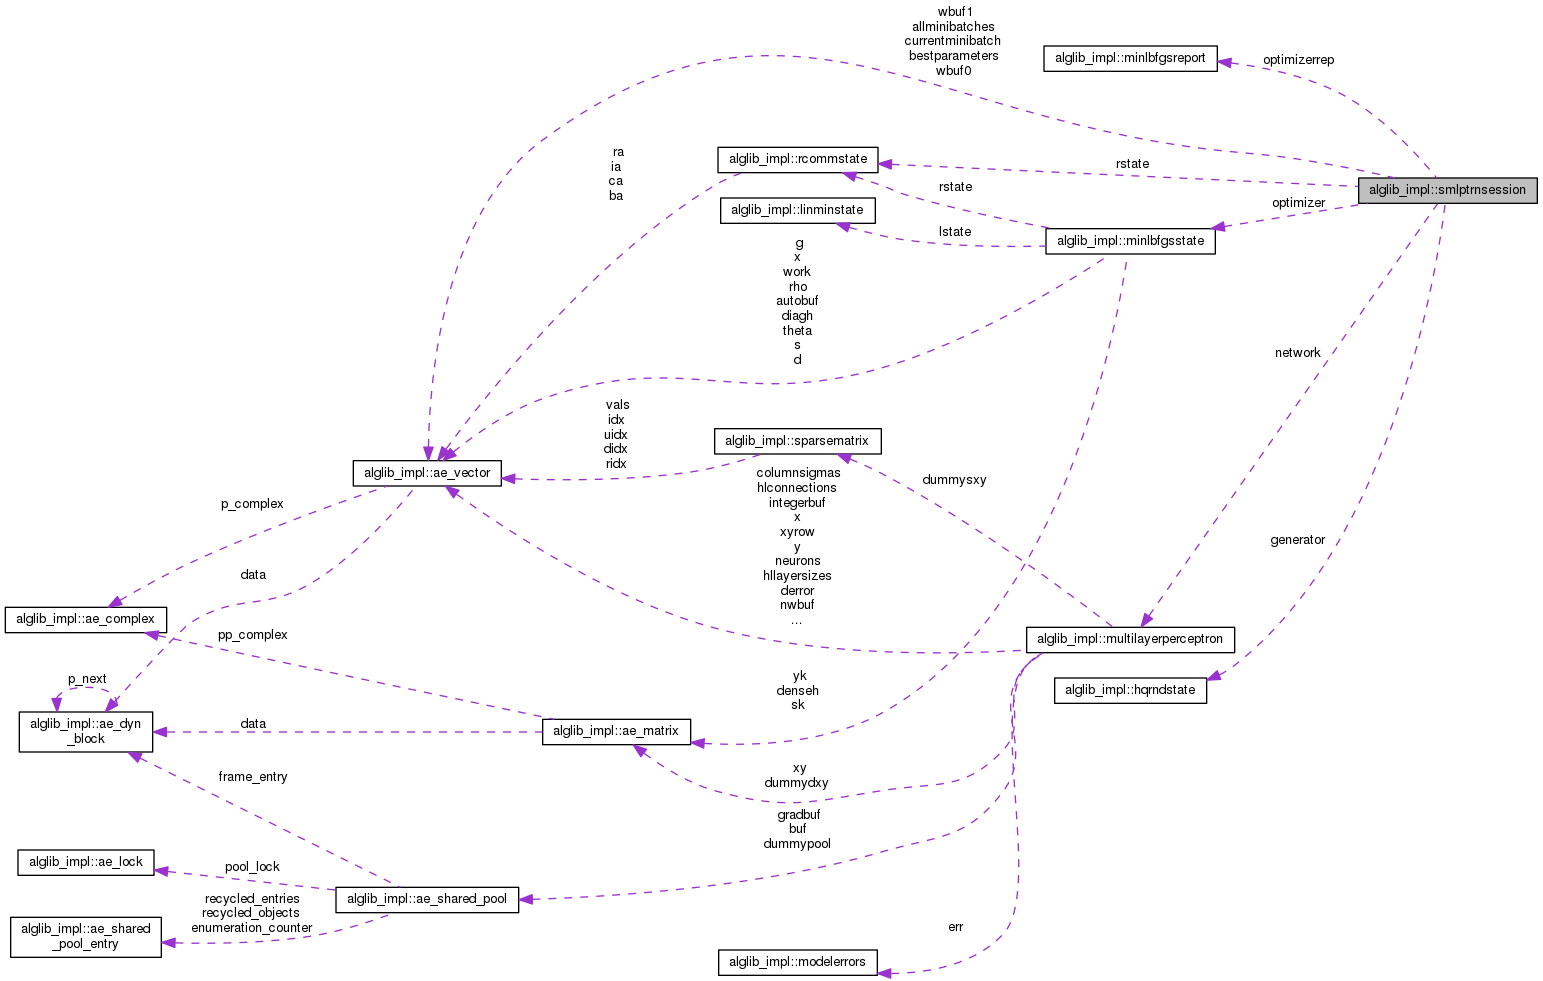 wbuf1
allminibatches
currentminibatch
bestparameters
wbuf0
alglib_impl::minlbfgsreport
optimizerrep
ra
ia
ca
ba
alglib_impl::rcommstate
rstate
alglib_impl::smlptrnsession
rstate
optimizer
alglib_impl::linminstate
lstate
alglib_impl::minlbfgsstate
g
x
work
rho
autobuf
diagh
theta
s
d
network
vals
idx
uidx
didx
ridx
alglib_impl::sparsematrix
alglib_impl::ae_vector
columnsigmas
hlconnections
integerbuf
x
xyrow
y
neurons
hllayersizes
derror
nwbuf
...
dummysxy
p_complex
generator
data
alglib_impl::ae_complex
pp_complex
alglib_impl::multilayerperceptron
p_next
yk
denseh
sk
alglib_impl::hqrndstate
alglib_impl::ae_dyn
_block
data
alglib_impl::ae_matrix
frame_entry
xy
dummydxy
gradbuf
buf
dummypool
alglib_impl::ae_lock
pool_lock
alglib_impl::ae_shared_pool
recycled_entries
recycled_objects
enumeration_counter
alglib_impl::ae_shared
_pool_entry
err
alglib_impl::modelerrors